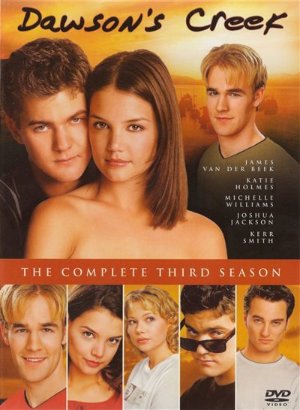 Dawson's Creek
JAMES
VAN DER BEEK
KATIE
HOLMES
MICHELLE
WILLIAMS
JOSHUA
JACKSON
KERR
SMITH
THE COMPLETE THIRD SEASON
DVD
VIDEO